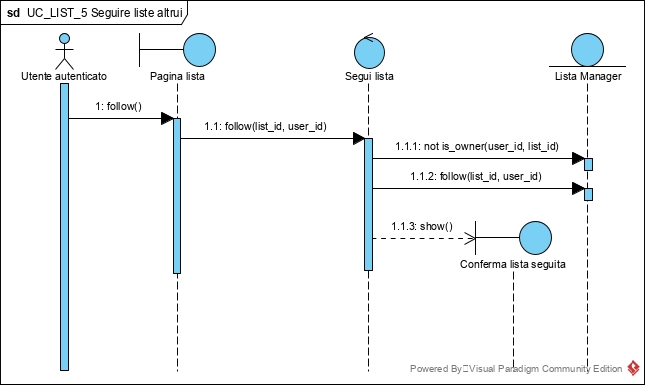 sd UC_LIST_5 Seguire liste altrui
Utente autenticato
Pagina lista
Segui lista
Lista Manager
1: follow()
1.1: follow(list_id, user_id)
1.1.1: not is_owner(user_id, list_id)
1.1.2: follow(list_id, user_id)
1.1.3: show()
Conferma lista seguita
Powered By Visual Paradigm Community Edition